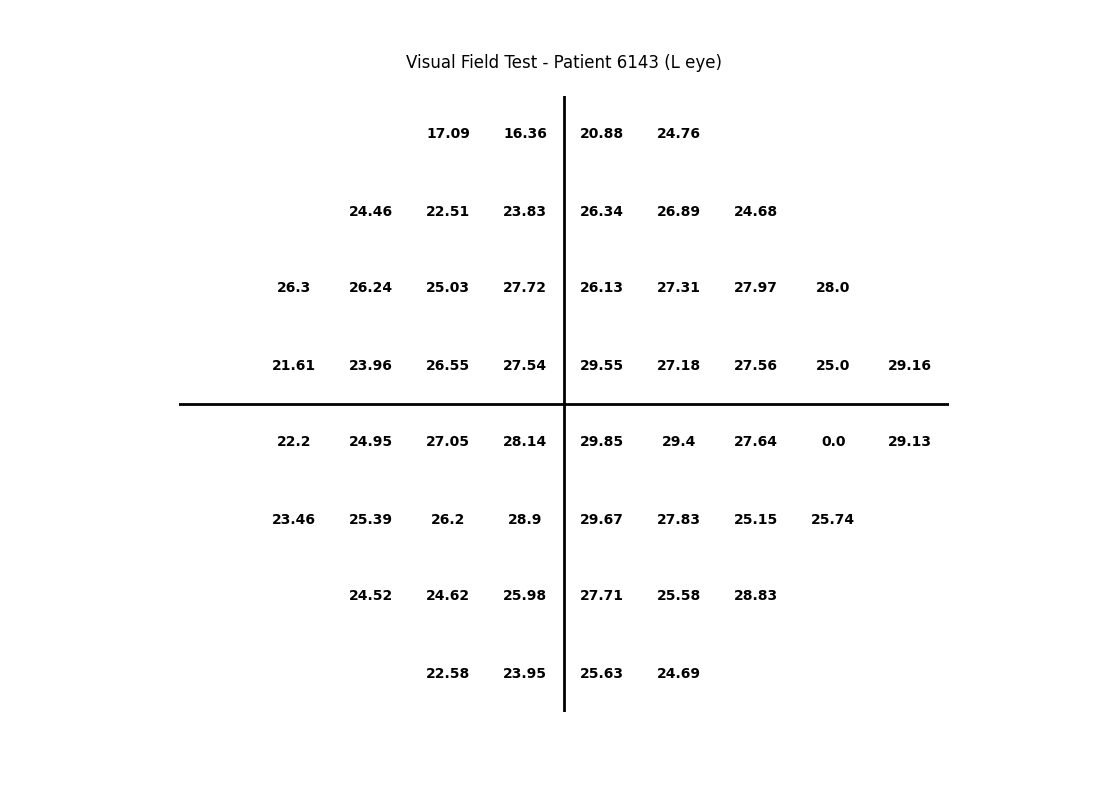 Visual Field Test - Patient 6143 (L eye)
17.09 16.36 20.88 24.76
24.46 22.51 23.83 26.34 26.89 24.68
26.3 26.24 25.03 27.72 26.13 27.31 27.97 28.0
21.61 23.96 26.55 27.54 29.55 27.18 27.56 25.0 29.16
22.2 24.95 27.05 28.14 29.85 29.4 27.64 0.0 29.13
23.46 25.39 26.2 28.9 29.67 27.83 25.15 25.74
24.52 24.62 25.98 27.71 25.58 28.83
22.58 23.95 25.63 24.69